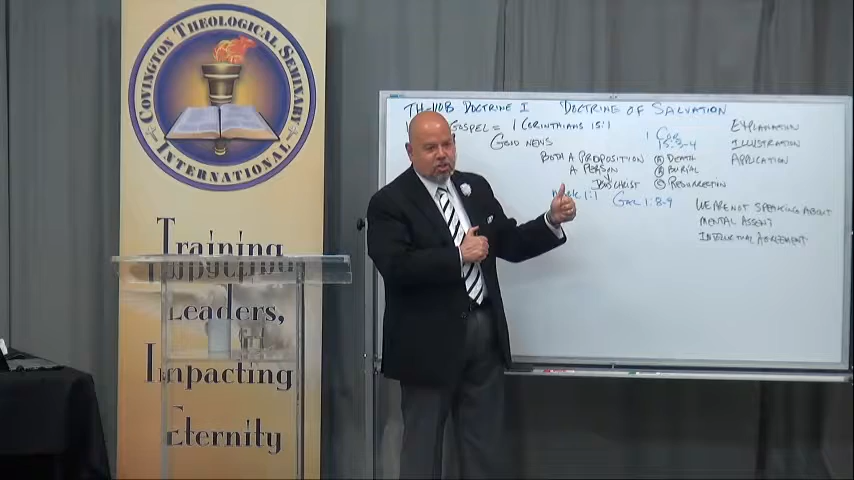 COVINGTON THEOLOGICAL SEMINARY
INTERNATIONAL
Training
Leaders,
Impacting
Eternity
TH-110B DOCTRINE I DOCTRINE OF SALVATION
GOSPEL = 1 CORINTHIANS 15:1
GOOD NEWS
BOTH A PROPOSITION
A PERSON
JESUS CHRIST
1:1
GAL 1:8-9
1 COR
15:3-4
A DEATH
B BURIAL
C RESURRECTION
EXPLANATION
ILLUSTRATION
APPLICATION
WE ARE NOT SPEAKING ABOUT
MENTAL ASSENT
INTELLECTUAL AGREEMENT